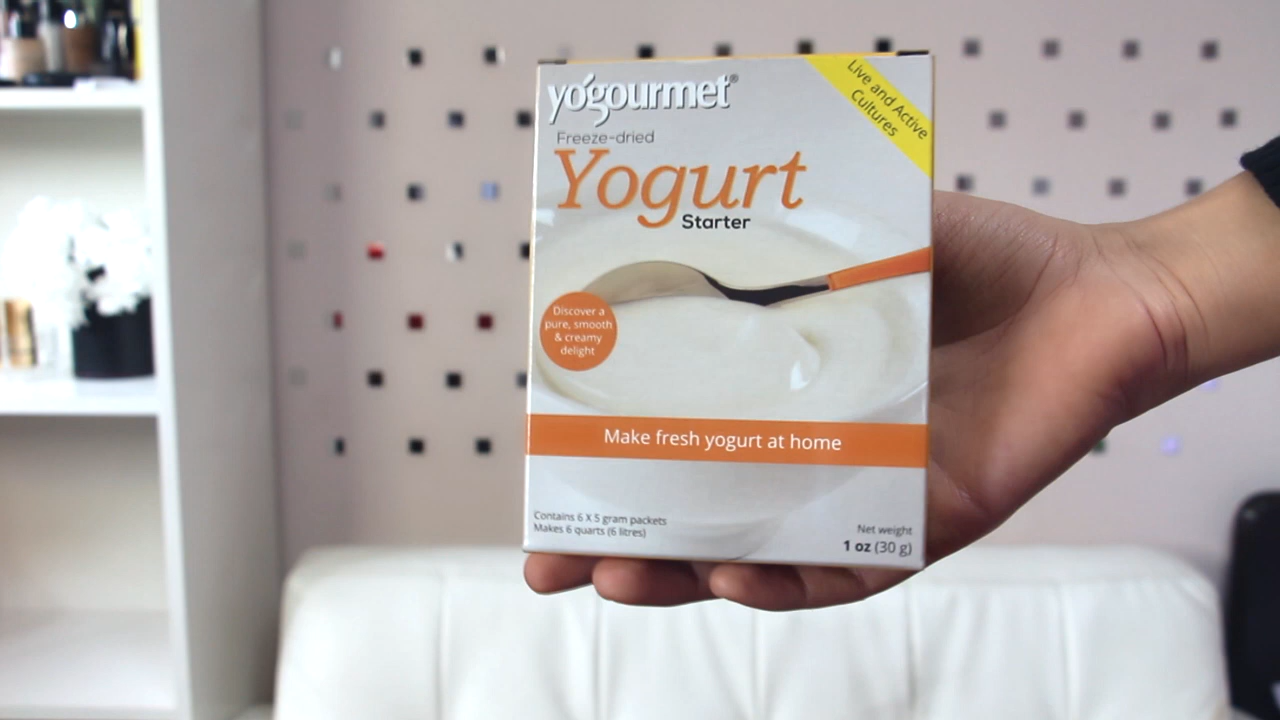 yógourmet®
Live and Active
Cultures
Freeze-dried
Yogurt
Starter
Discover a
pure, smooth
& creamy
delight
Make fresh yogurt at home
Contains 6 X 5 gram packets
Makes 6 quarts (6 litres)
Net weight
1 oz (30 g)